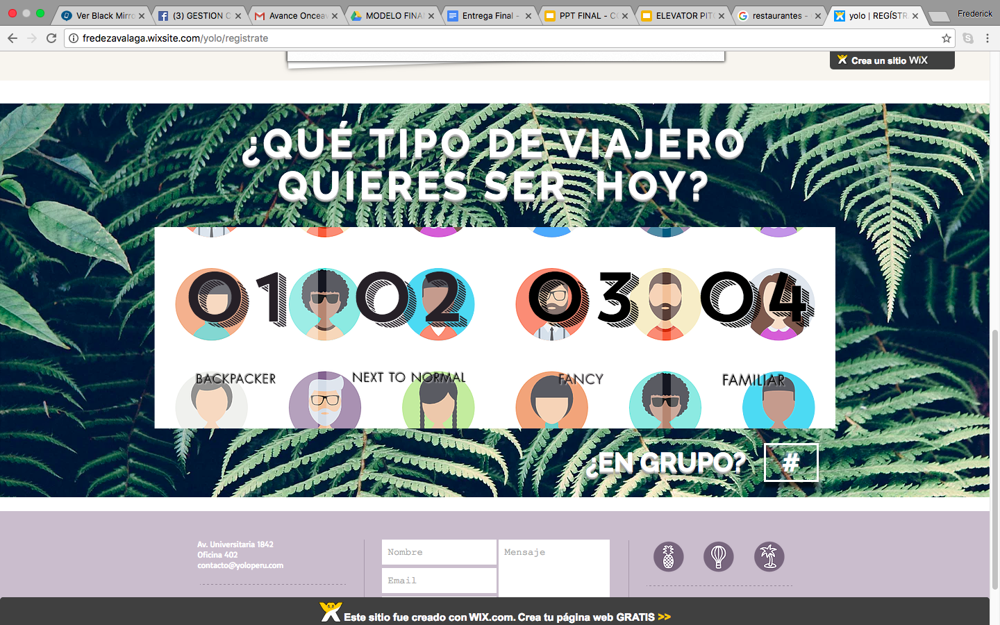 Ver Black Mirro
(3) GESTION C
Avance Oncea
MODELO FINA
Entrega Final -
PPT FINAL - CO
ELEVATOR PIT
restaurantes -
yolo | REGÍSTR
Frederick
fredezavalaga.wixsite.com/yolo/registrate
Crea un sitio WiX
¿QUÉ TIPO DE VIAJERO
QUIERES SER HOY?
01 02 03 04
BACKPACKER NEXT TO NORMAL FANCY FAMILIAR
¿EN GRUPO? #
Av. Universitaria 1842
Oficina 402
contacto@yoloperu.com
Nombre
Email
Mensaje
Este sitio fue creado con WIX.com. Crea tu página web GRATIS >>